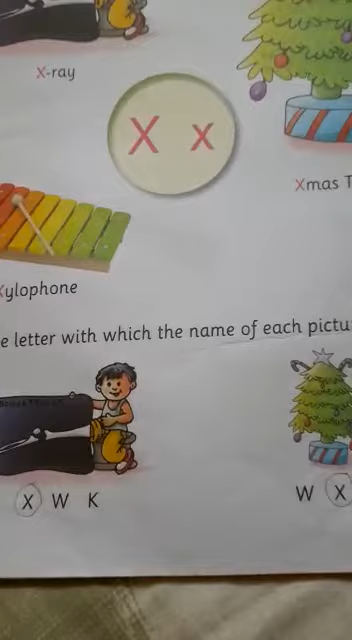 X-ray
X x
Xmas T
Xylophone
e letter with which the name of each pictu
X W K
W X